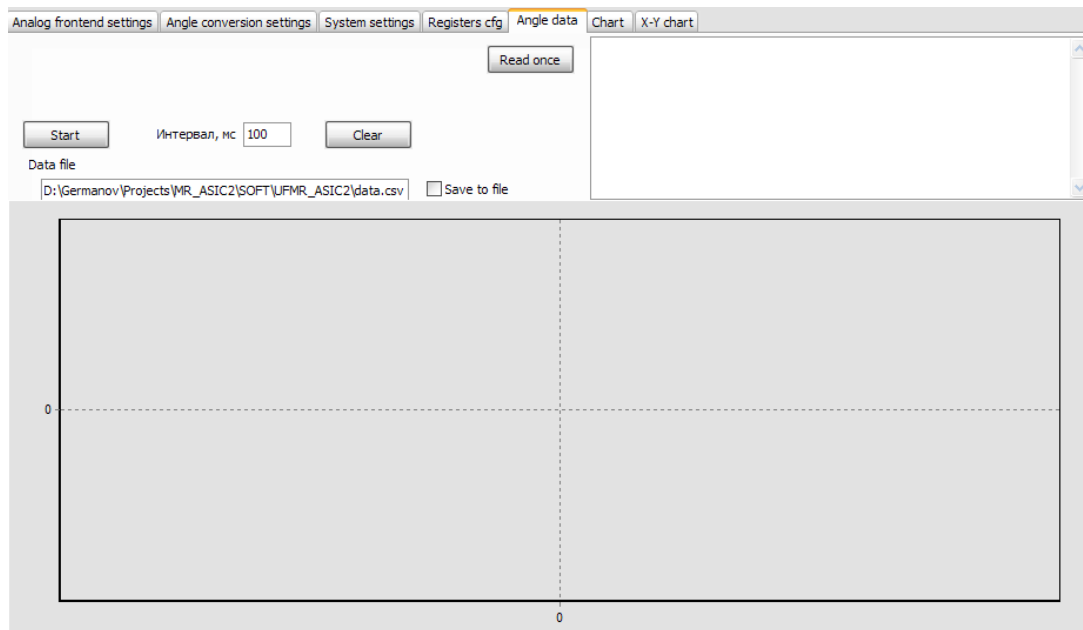 Analog frontend settings Angle conversion settings System settings Registers cfg Angle data Chart X-Y chart
Read once
Start Интервал, мс 100 Clear
Data file
D:\Germanov\Projects\MR_ASIC2\SOFT\UFMR_ASIC2\data.csv Save to file
0
0